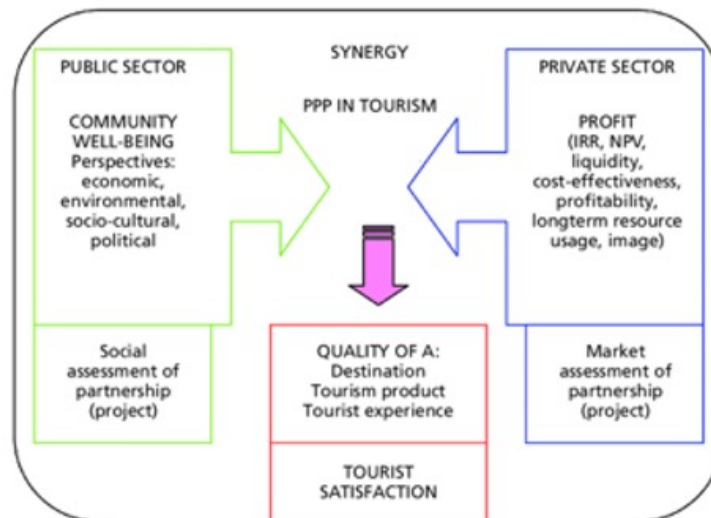 PUBLIC SECTOR
COMMUNITY
WELL-BEING
Perspectives:
economic,
environmental,
socio-cultural,
political
Social
assessment of
partnership
(project)
SYNERGY
PPP IN TOURISM
QUALITY OF A:
Destination
Tourism product
Tourist experience
TOURIST
SATISFACTION
PRIVATE SECTOR
PROFIT
(IRR, NPV,
liquidity,
cost-effectiveness,
profitability,
longterm resource
usage, image)
Market
assessment of
partnership
(project)